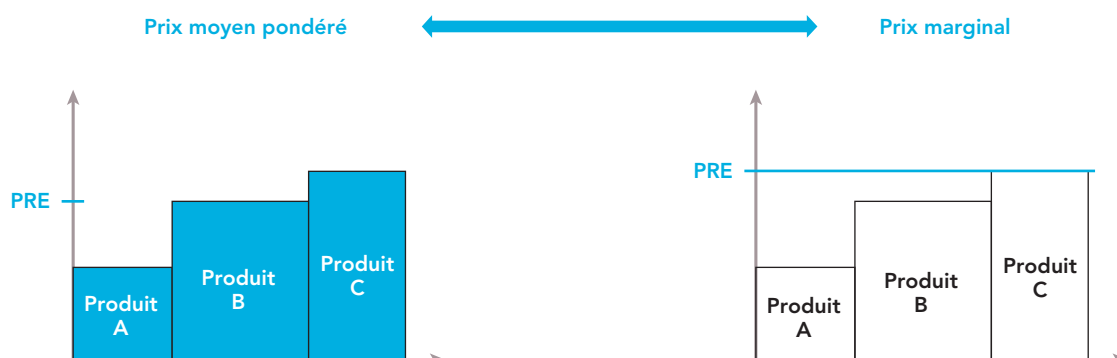 Prix moyen pondéré
Prix marginal
PRE
Produit
A
Produit
B
Produit
C
PRE
Produit
A
Produit
B
Produit
C